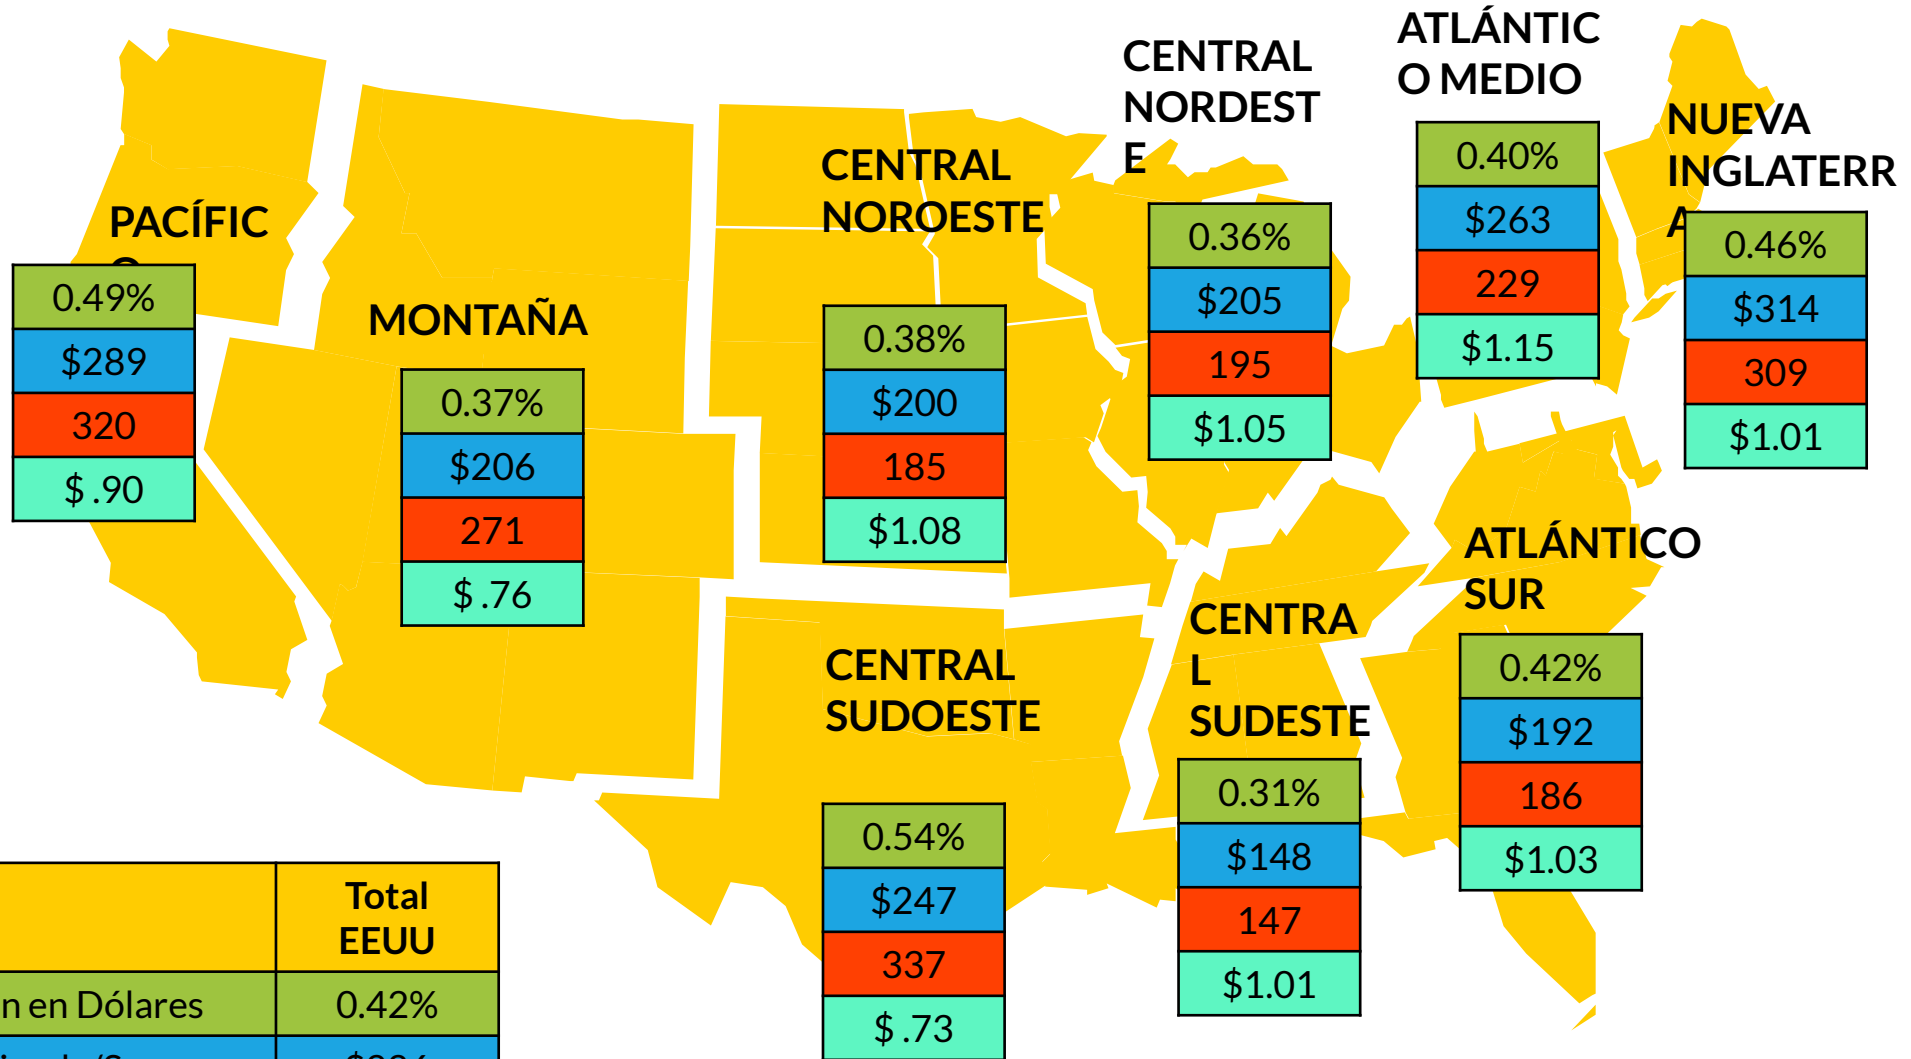 ATLÁNTIC
O MEDIO
CENTRAL
NORDEST
E
NUEVA
INGLATERR
A
CENTRAL
NOROESTE
PACÍFIC
MONTAÑA
0.49%
$289
320
$ .90
0.37%
$206
271
$ .76
0.38%
$200
185
$1.08
0.36%
$205
195
$1.05
0.40%
$263
229
$1.15
0.46%
$314
309
$1.01
ATLÁNTICO
SUR
0.42%
$192
186
$1.03
CENTRA
L
SUDESTE
0.31%
$148
147
$1.01
CENTRAL
SUDOESTE
0.54%
$247
337
$ .73
Total
EEUU
n en Dólares 0.42%